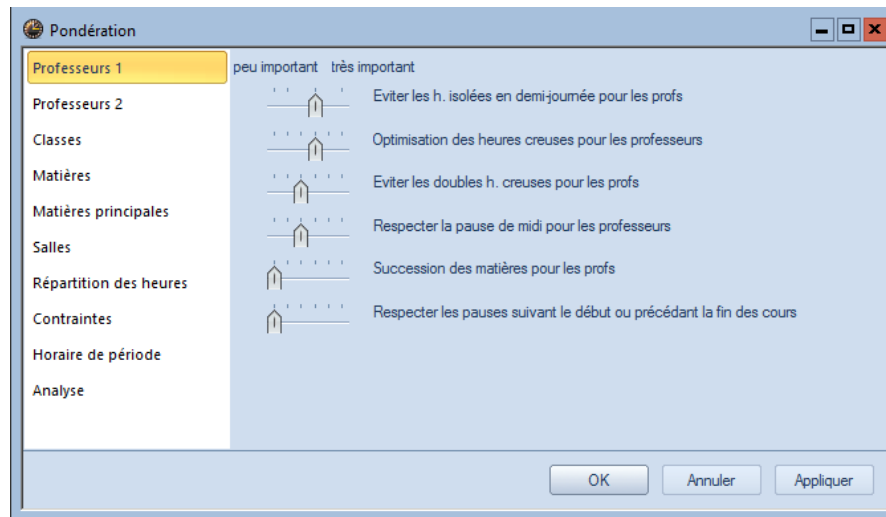 Pondération
Professeurs 1
Professeurs 2
Classes
Matières
Matières principales
Salles
Répartition des heures
Contraintes
Horaire de période
Analyse
peu important très important
Eviter les h. isolées en demi-journée pour les profs
Optimisation des heures creuses pour les professeurs
Eviter les doubles h. creuses pour les profs
Respecter la pause de midi pour les professeurs
Succession des matières pour les profs
Respecter les pauses suivant le début ou précédant la fin des cours
OK Annuler Appliquer